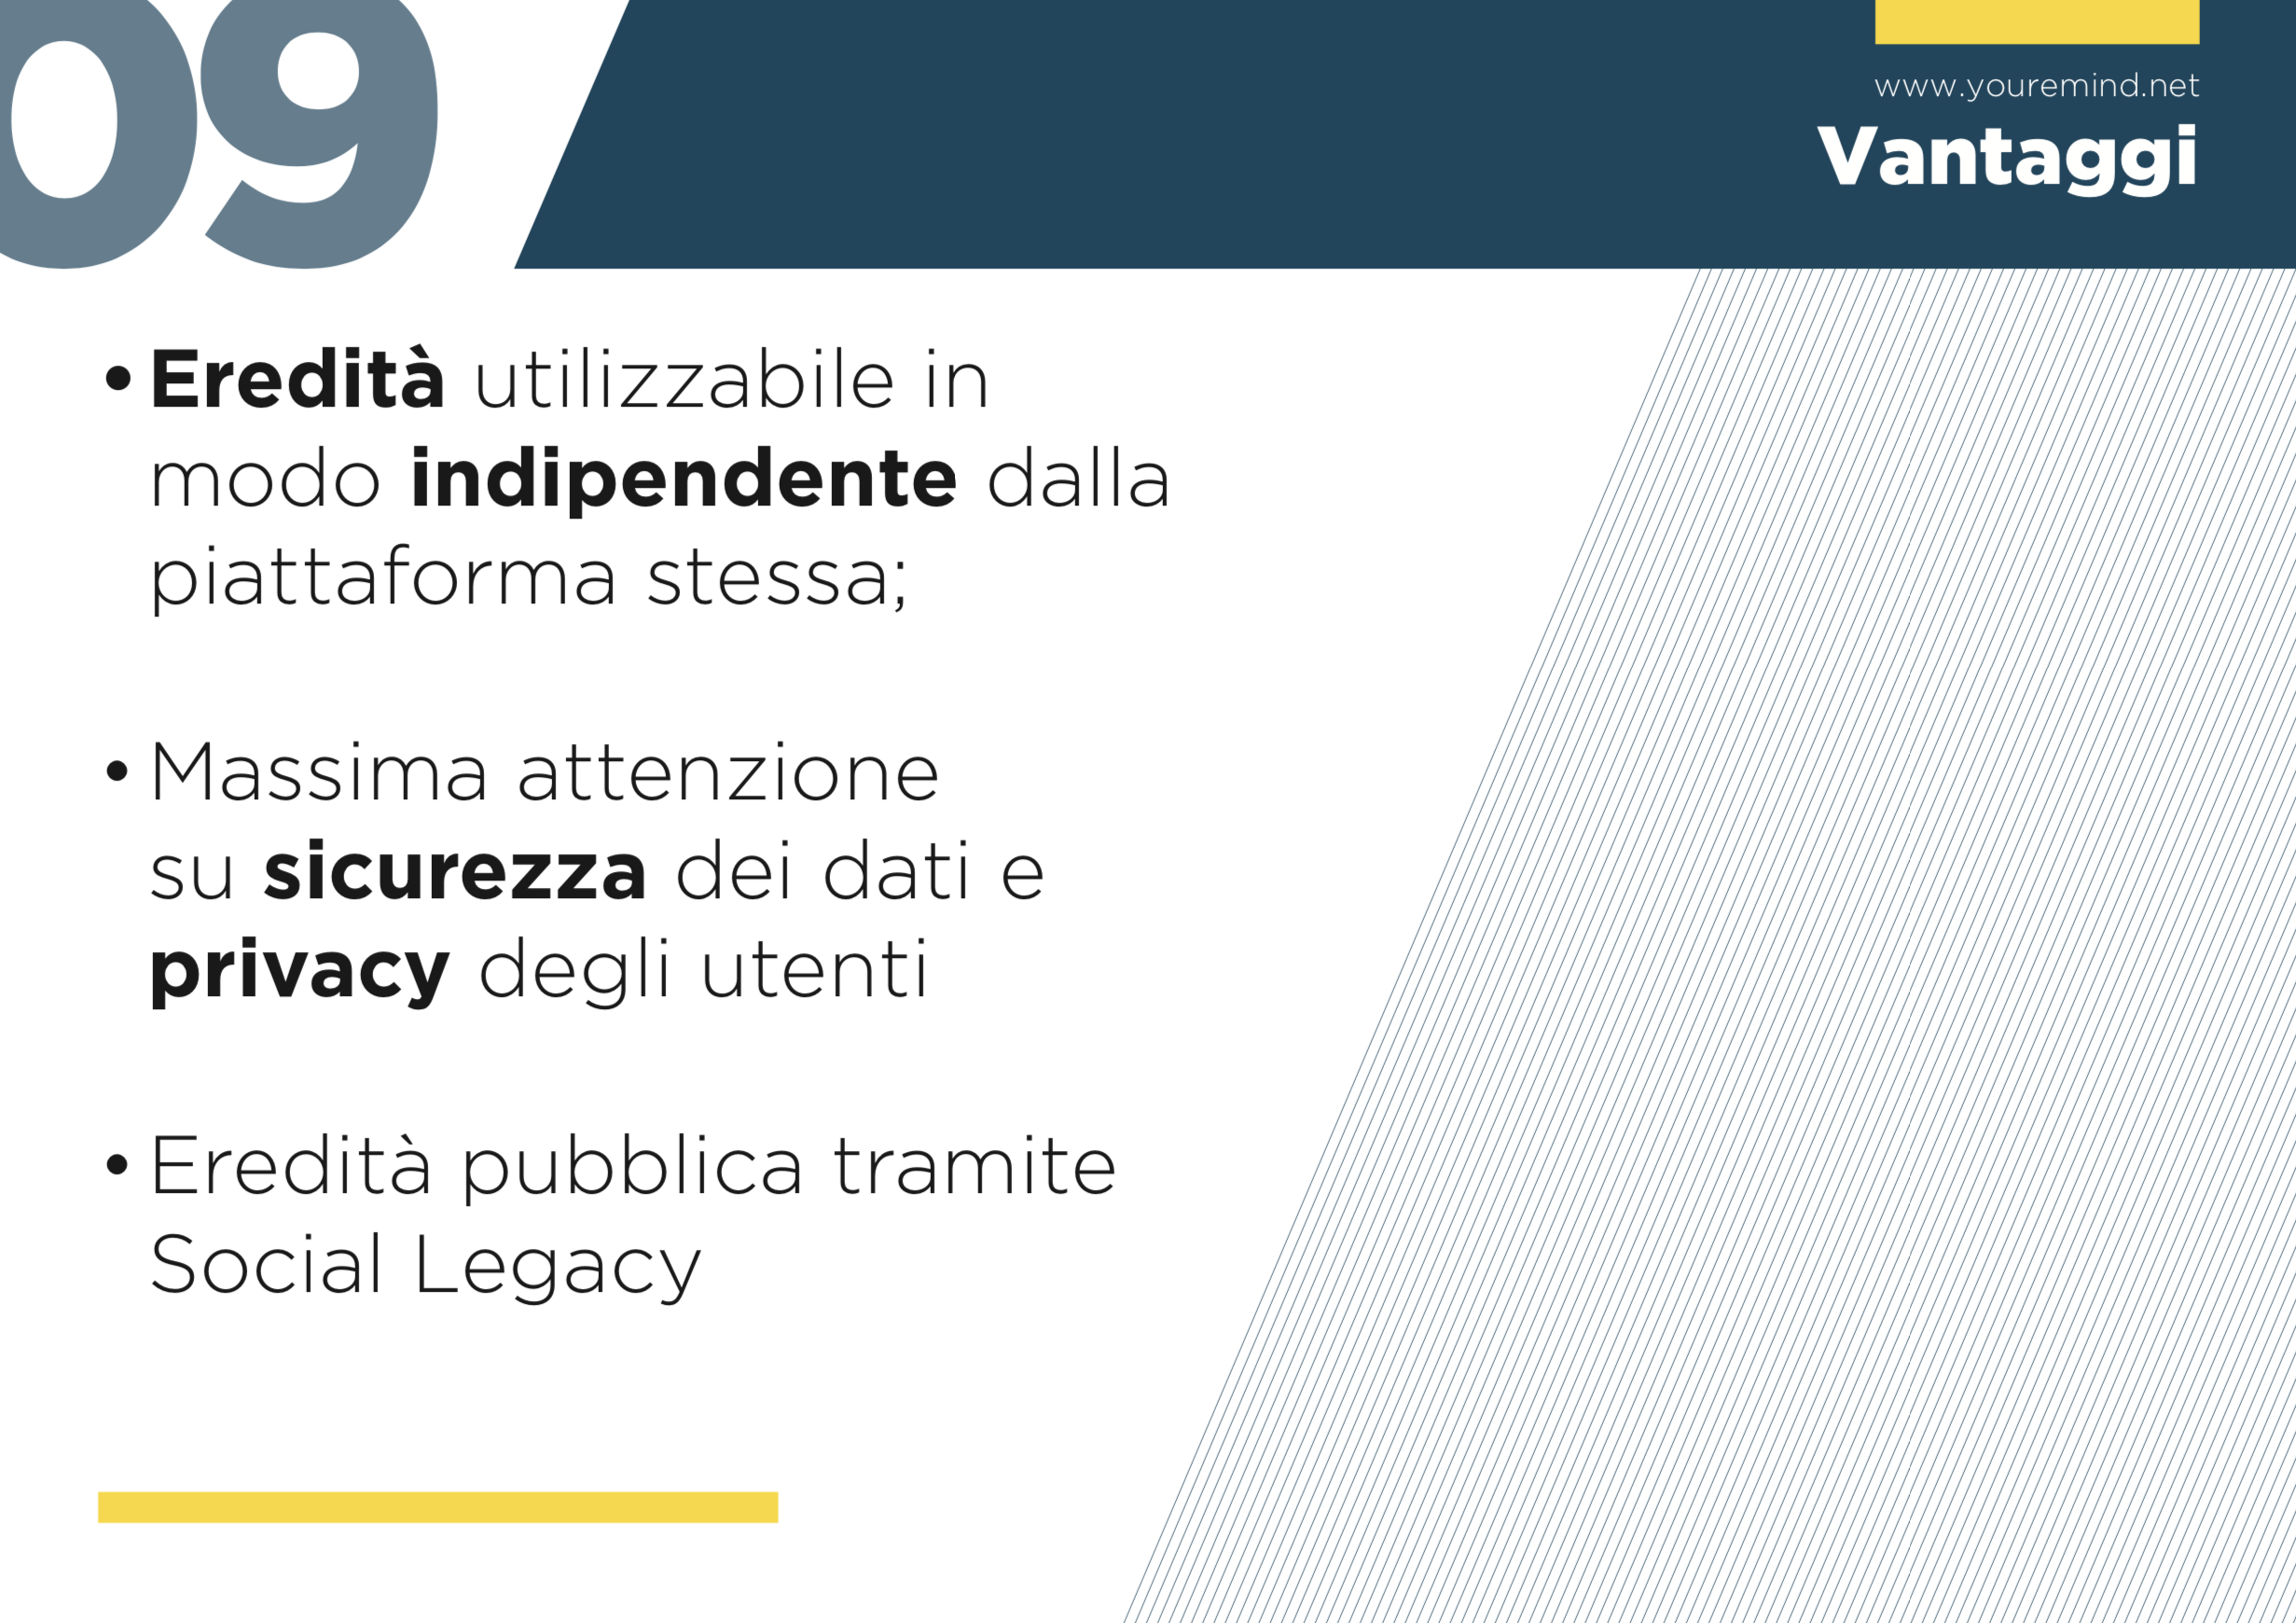 09
www.youremind.net
Vantaggi
• Eredità utilizzabile in
modo indipendente dalla
piattaforma stessa;
• Massima attenzione
su sicurezza dei dati e
privacy degli utenti
• Eredità pubblica tramite
Social Legacy